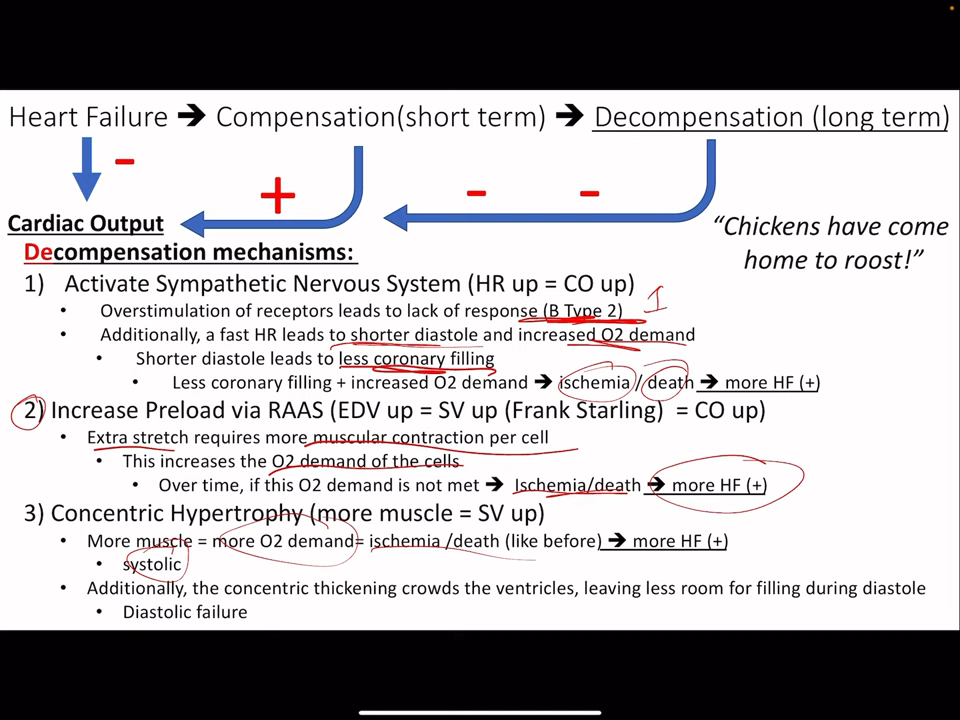 Heart Failure ➔ Compensation(short term) ➔ Decompensation (long term)
-
+
- -
Cardiac Output
"Chickens have come
home to roost!"
Decompensation mechanisms:
1) Activate Sympathetic Nervous System (HR up = CO up)
• Overstimulation of receptors leads to lack of response (B Type 2) I
• Additionally, a fast HR leads to shorter diastole and increased O2 demand
• Shorter diastole leads to less coronary filling
• Less coronary filling + increased O2 demand ➔ ischemia / death ➔ more HF (+)
2) Increase Preload via RAAS (EDV up = SV up (Frank Starling) = CO up)
• Extra stretch requires more muscular contraction per cell
• This increases the O2 demand of the cells
• Over time, if this O2 demand is not met ➔ Ischemia/death ➔ more HF (+)
3) Concentric Hypertrophy (more muscle = SV up)
• More muscle = more O2 demand= ischemia /death (like before) ➔ more HF (+)
• systolic
• Additionally, the concentric thickening crowds the ventricles, leaving less room for filling during diastole
• Diastolic failure